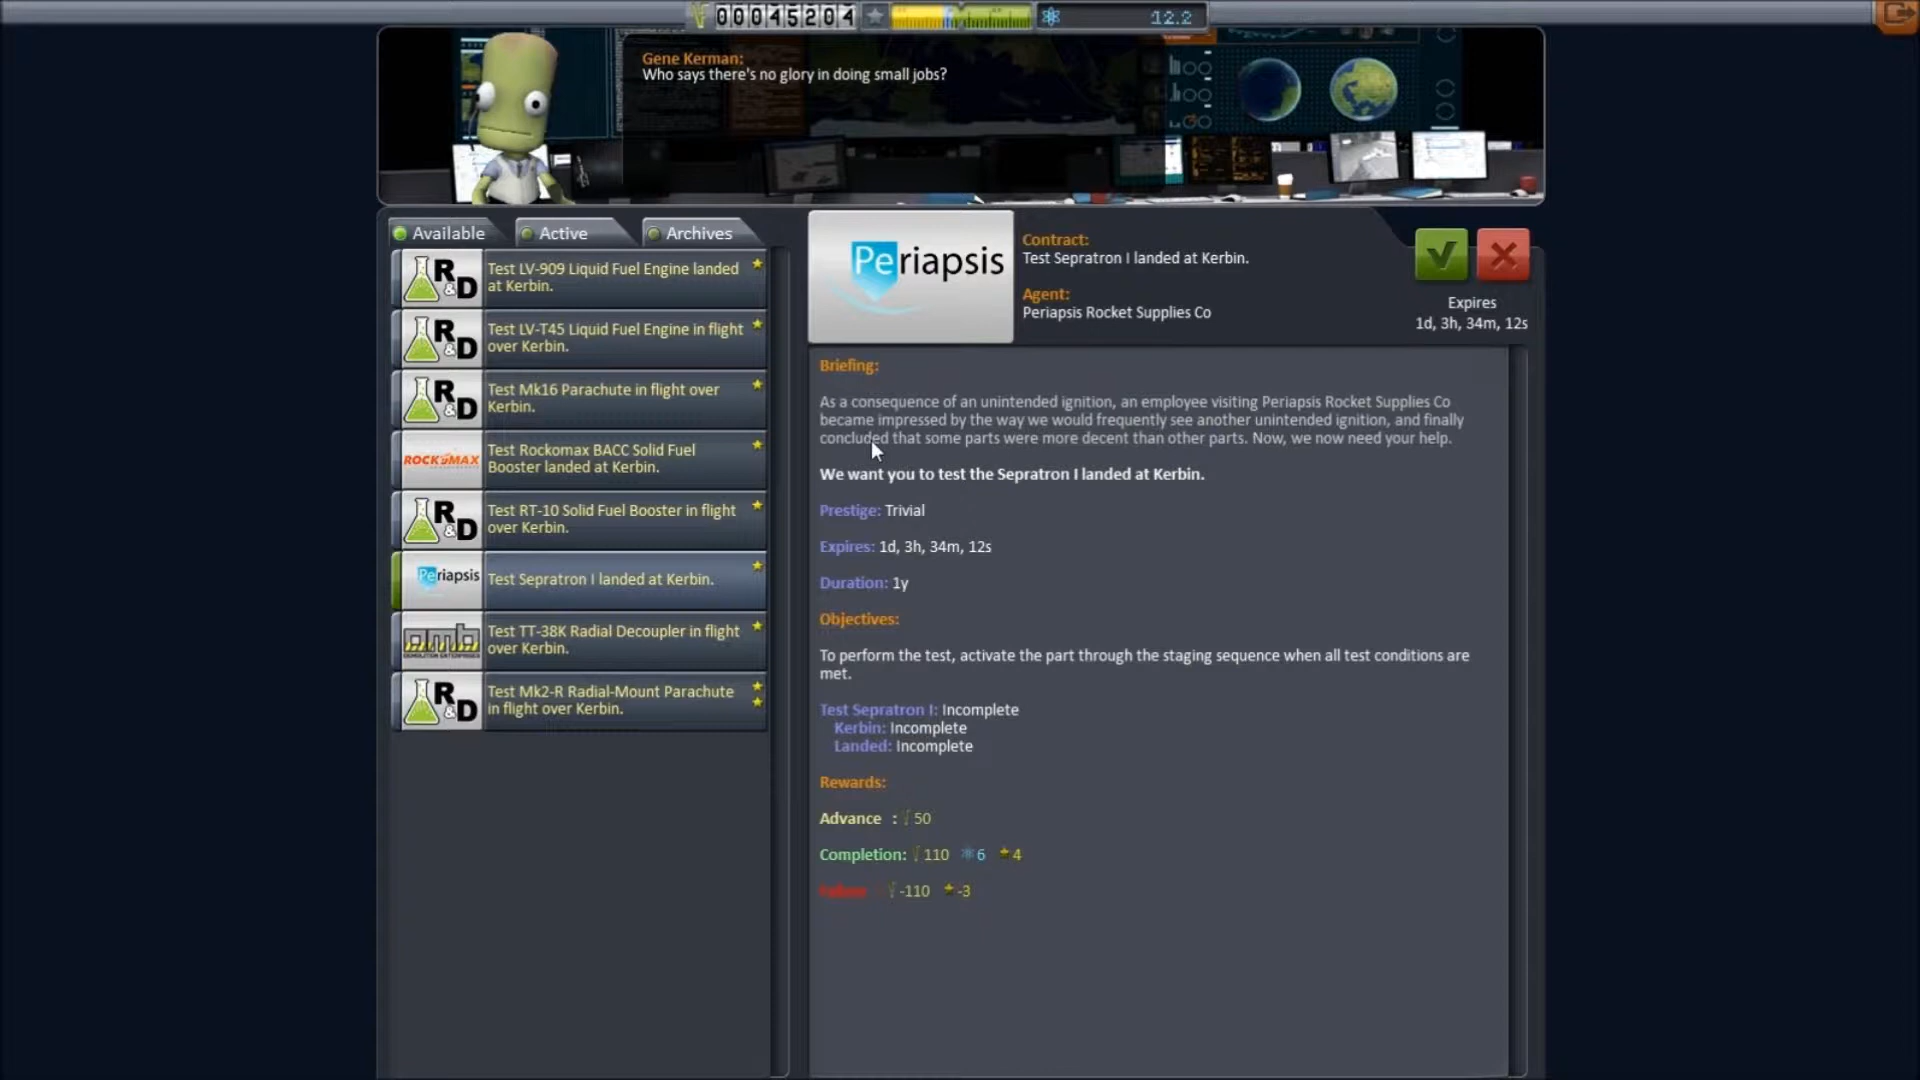 00045204
12.2
Gene Kerman:
Who says there's no glory in doing small jobs?
Available
Active
Archives
R&D
Test LV-909 Liquid Fuel Engine landed
at Kerbin.
R&D
Test LV-T45 Liquid Fuel Engine in flight
over Kerbin.
R&D
Test Mk16 Parachute in flight over
Kerbin.
ROCKOMAX
Test Rockomax BACC Solid Fuel
Booster landed at Kerbin.
R&D
Test RT-10 Solid Fuel Booster in flight
over Kerbin.
Periapsis
Test Sepratron I landed at Kerbin.
Test TT-38K Radial Decoupler in flight
over Kerbin.
R&D
Test Mk2-R Radial-Mount Parachute
in flight over Kerbin.
Periapsis
Contract:
Test Sepratron I landed at Kerbin.
Agent:
Periapsis Rocket Supplies Co
Expires
1d, 3h, 34m, 12s
Briefing:
As a consequence of an unintended ignition, an employee visiting Periapsis Rocket Supplies Co
became impressed by the way we would frequently see another unintended ignition, and finally
concluded that some parts were more decent than other parts. Now, we now need your help.
We want you to test the Sepratron I landed at Kerbin.
Prestige: Trivial
Expires: 1d, 3h, 34m, 12s
Duration: 1y
Objectives:
To perform the test, activate the part through the staging sequence when all test conditions are
met.
Test Sepratron I: Incomplete
Kerbin: Incomplete
Landed: Incomplete
Rewards:
Advance : 50
Completion: 110 6 4
-110 -3